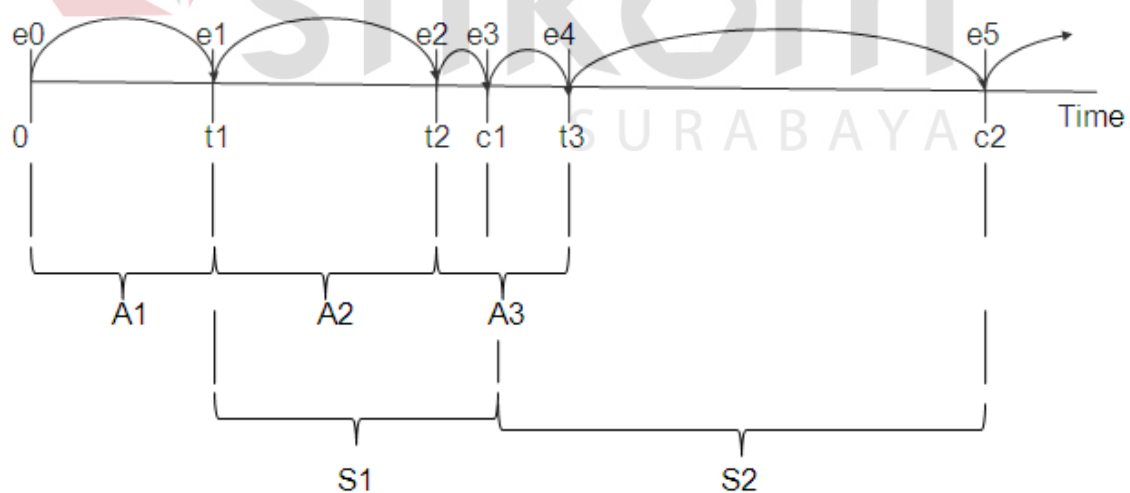 e0 e1 e2 e3 e4 e5
0 t1 t2 c1 t3 c2 Time
SURABAYA
A1 A2 A3
S1 S2